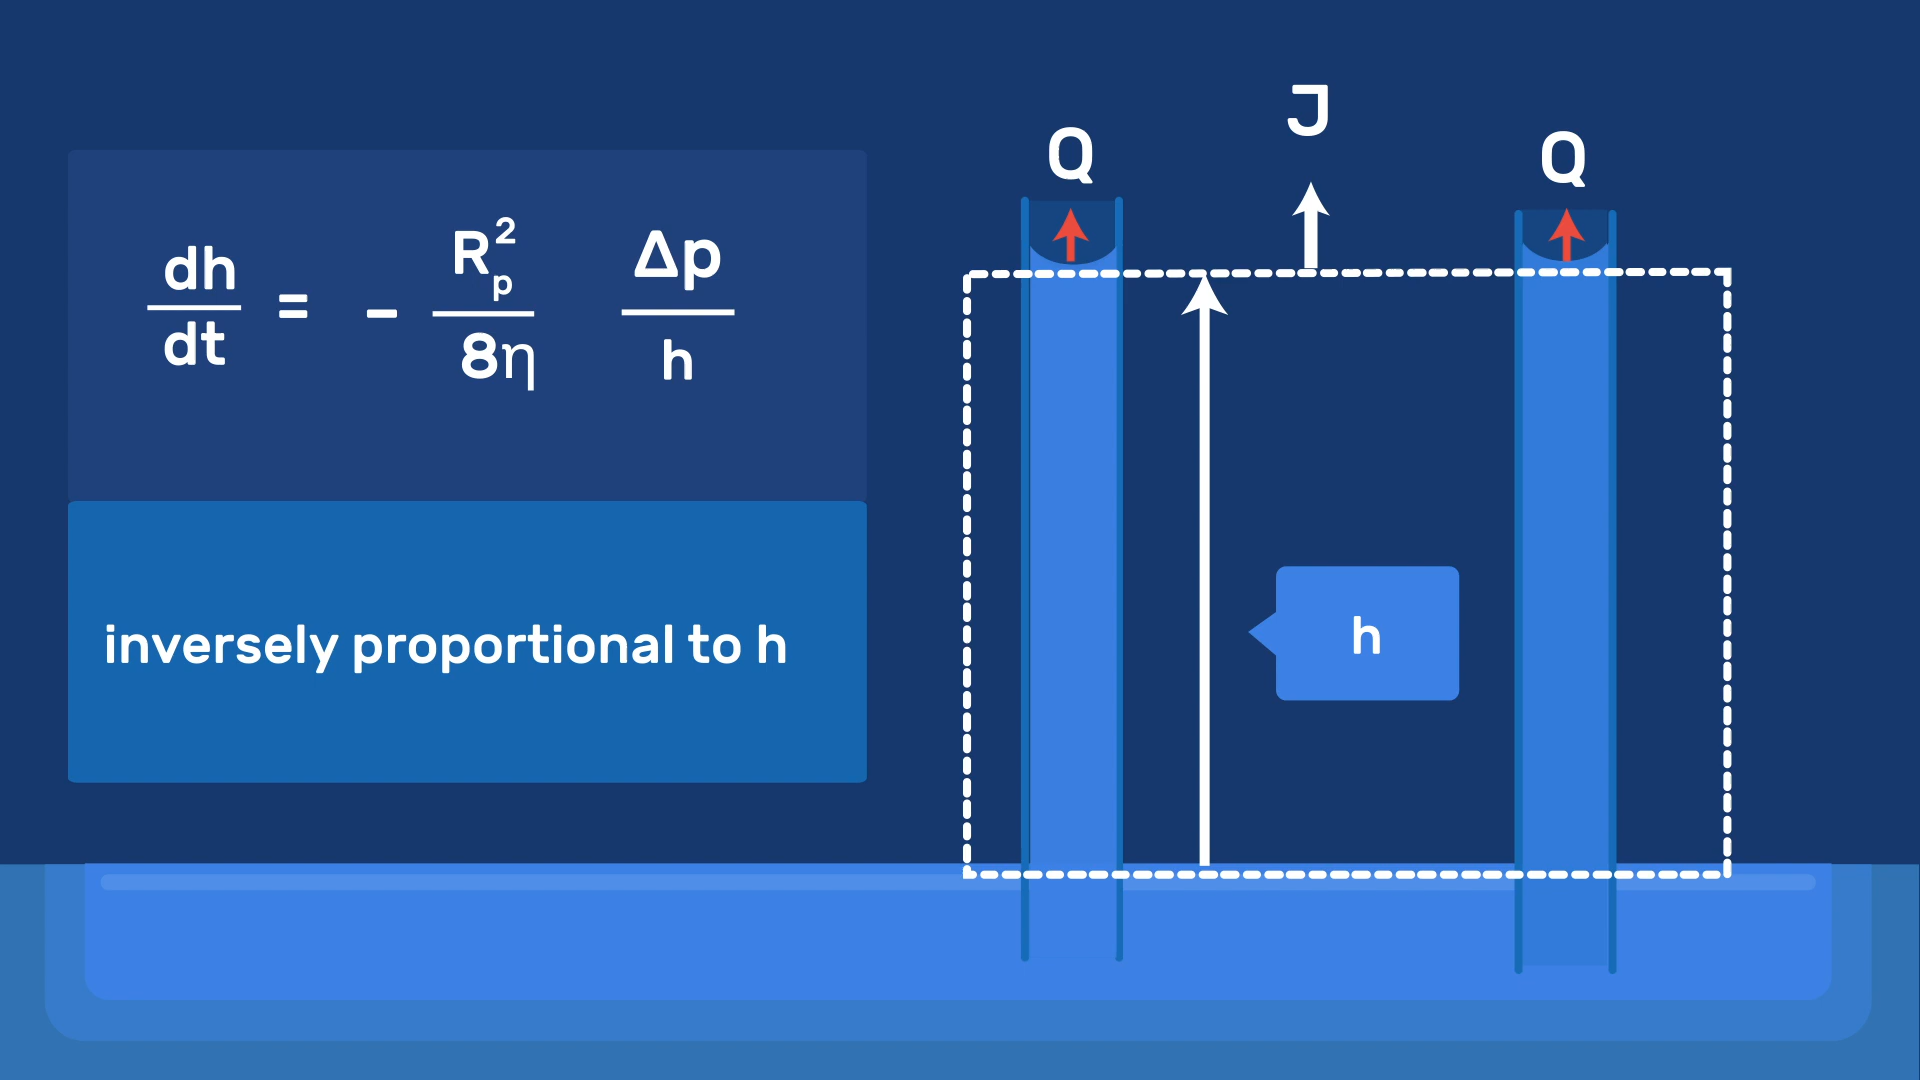 dh/dt = - R_p^2/8η Δp/h
inversely proportional to h
Q
J
Q
h